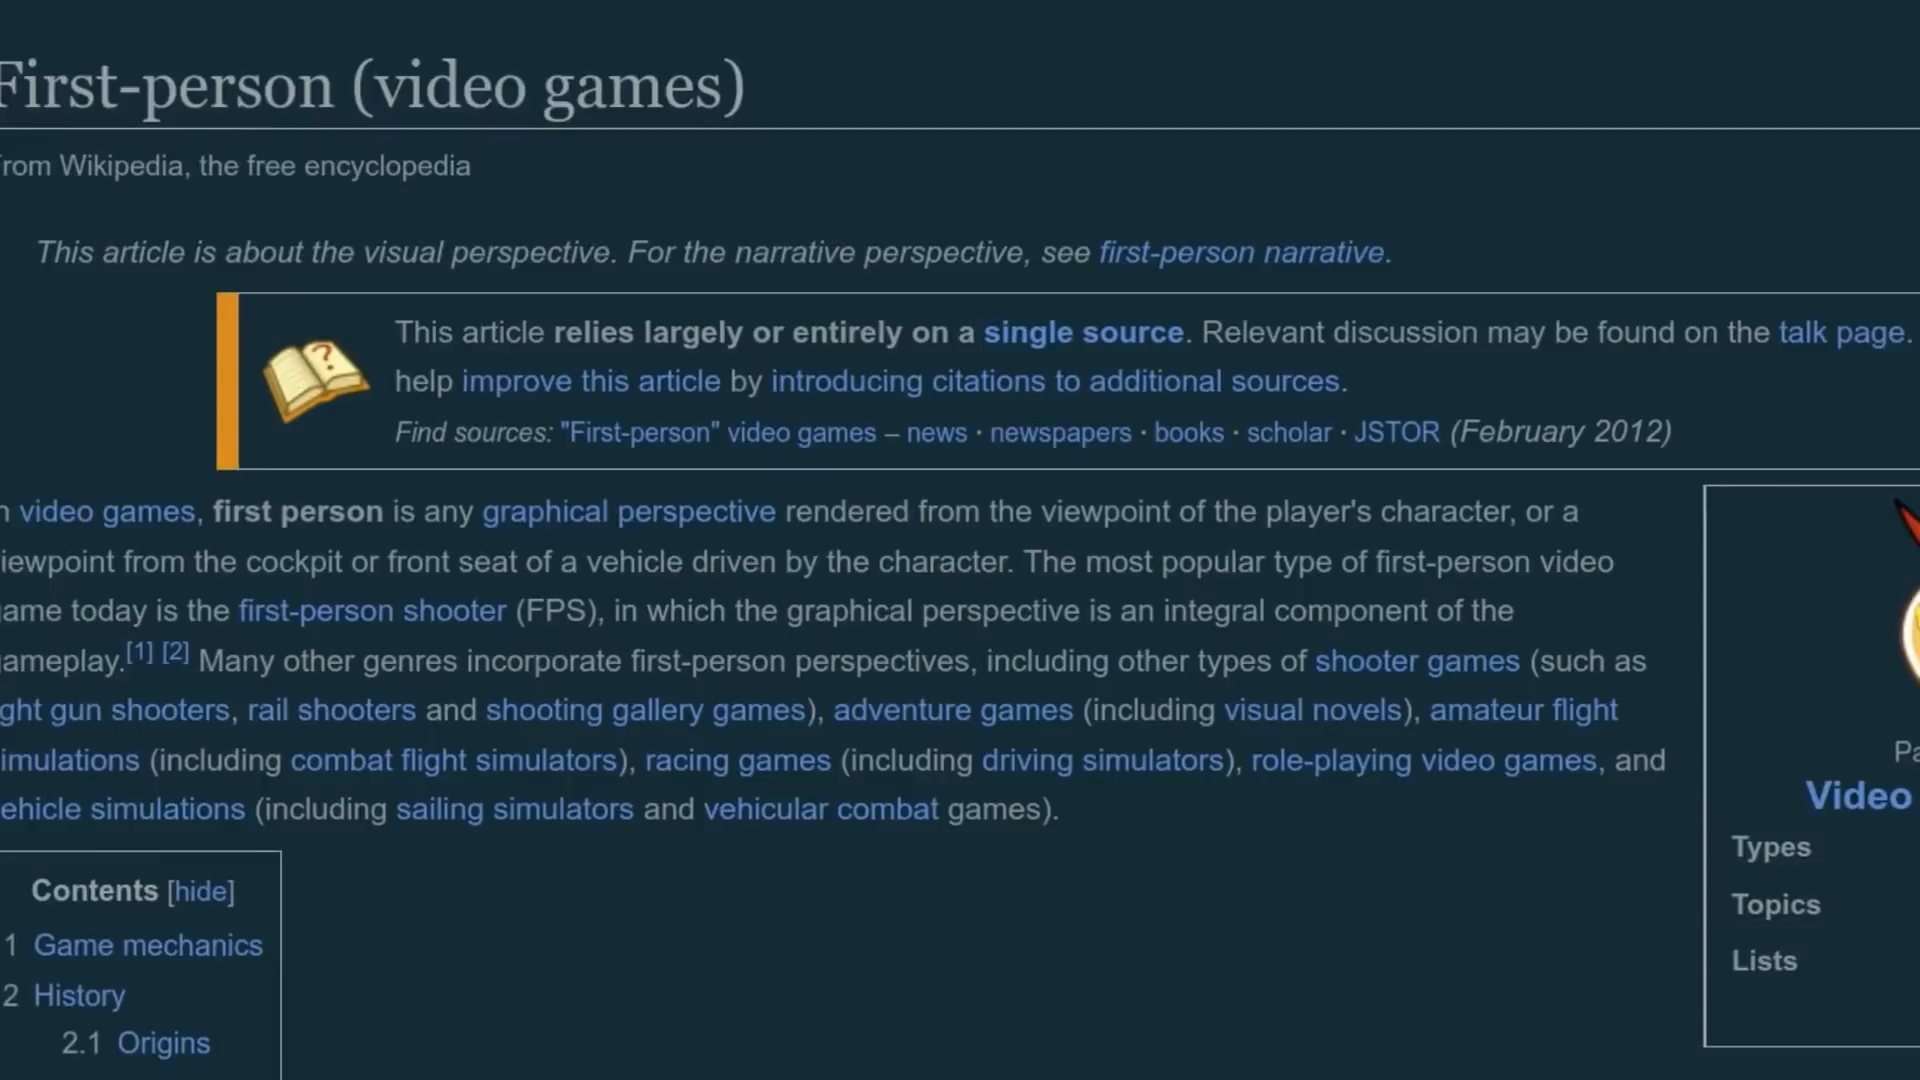 First-person (video games)
rom Wikipedia, the free encyclopedia
This article is about the visual perspective. For the narrative perspective, see first-person narrative.
This article relies largely or entirely on a single source. Relevant discussion may be found on the talk page.
help improve this article by introducing citations to additional sources.
Find sources: "First-person" video games – news · newspapers · books · scholar · JSTOR (February 2012)
n video games, first person is any graphical perspective rendered from the viewpoint of the player's character, or a
iewpoint from the cockpit or front seat of a vehicle driven by the character. The most popular type of first-person video
ame today is the first-person shooter (FPS), in which the graphical perspective is an integral component of the
ameplay.[1] [2] Many other genres incorporate first-person perspectives, including other types of shooter games (such as
ght gun shooters, rail shooters and shooting gallery games), adventure games (including visual novels), amateur flight
imulations (including combat flight simulators), racing games (including driving simulators), role-playing video games, and
ehicle simulations (including sailing simulators and vehicular combat games).
Pa
Video
Types
Topics
Lists
Contents [hide]
1 Game mechanics
2 History
2.1 Origins